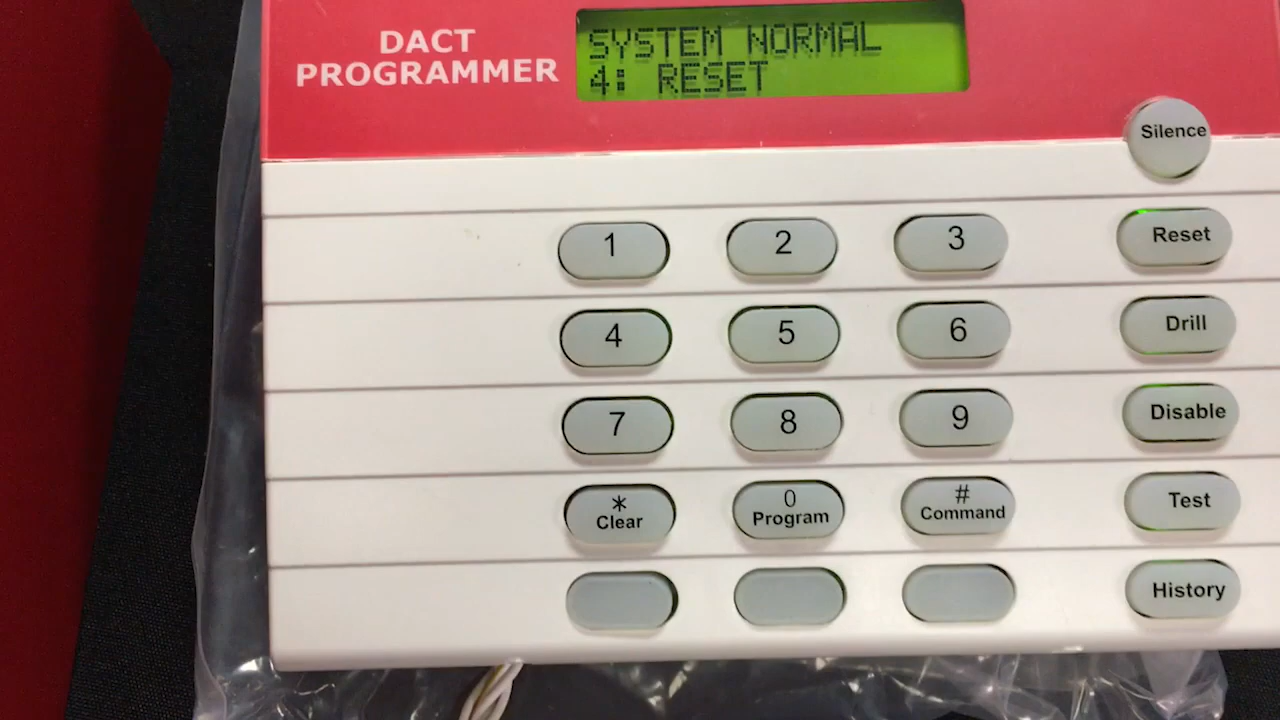 DACT
PROGRAMMER
SYSTEM NORMAL
4: RESET
Silence
1
2
3
Reset
4
5
6
Drill
7
8
9
Disable
*
Clear
0
Program
#
Command
Test
History